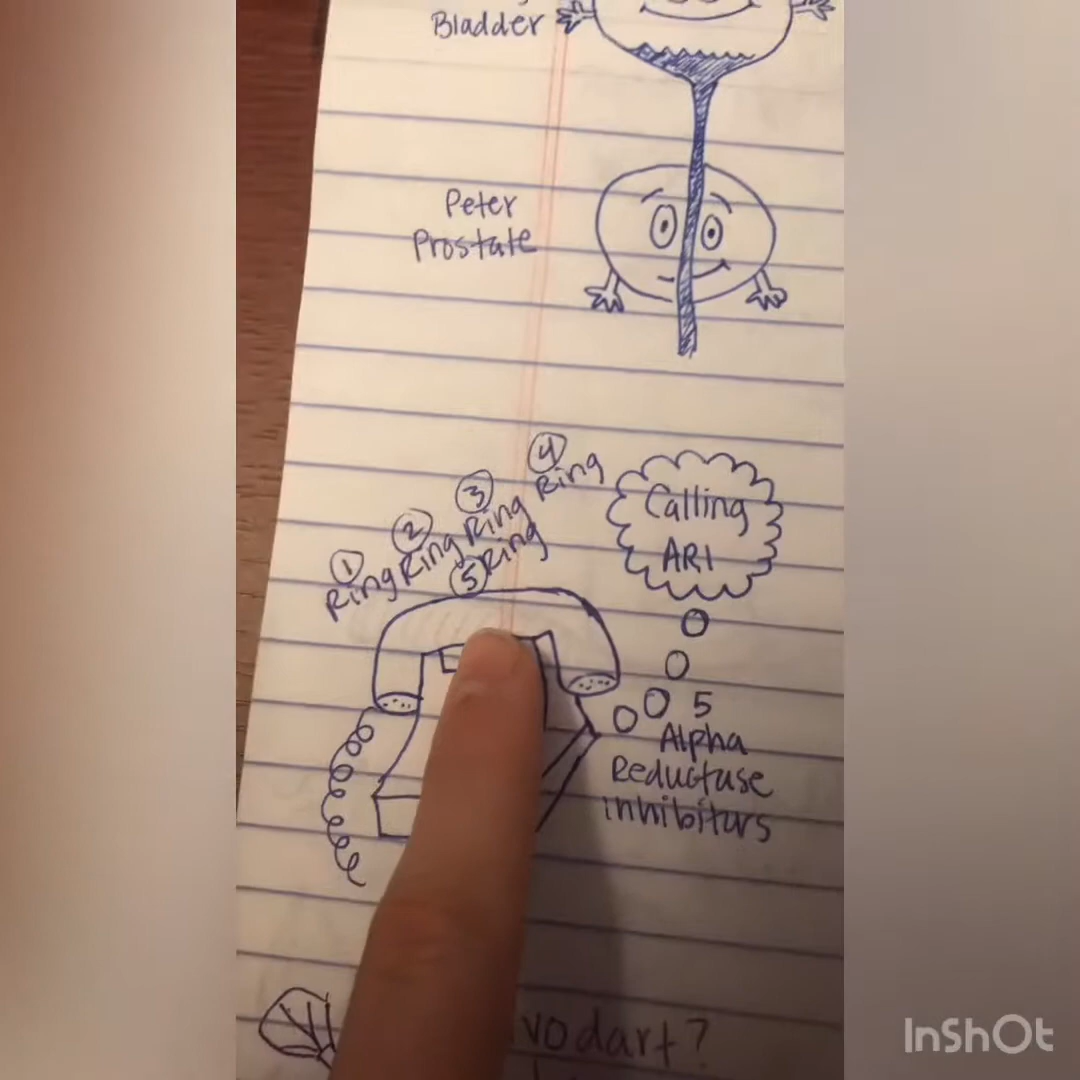 Bladder
Peter
Prostate
① Ring ② Ring ③ Ring ④ Ring
⑤ Ring
Calling
ARI
5
Alpha
Reductase
inhibitors
vodart?
InShOt